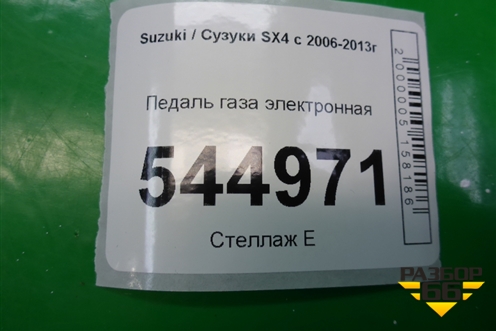 Suzuki / Сузуки SX4 с 2006-2013г
Педаль газа электронная
544971
Стеллаж Е
2000005158186
РАЗБОР
66